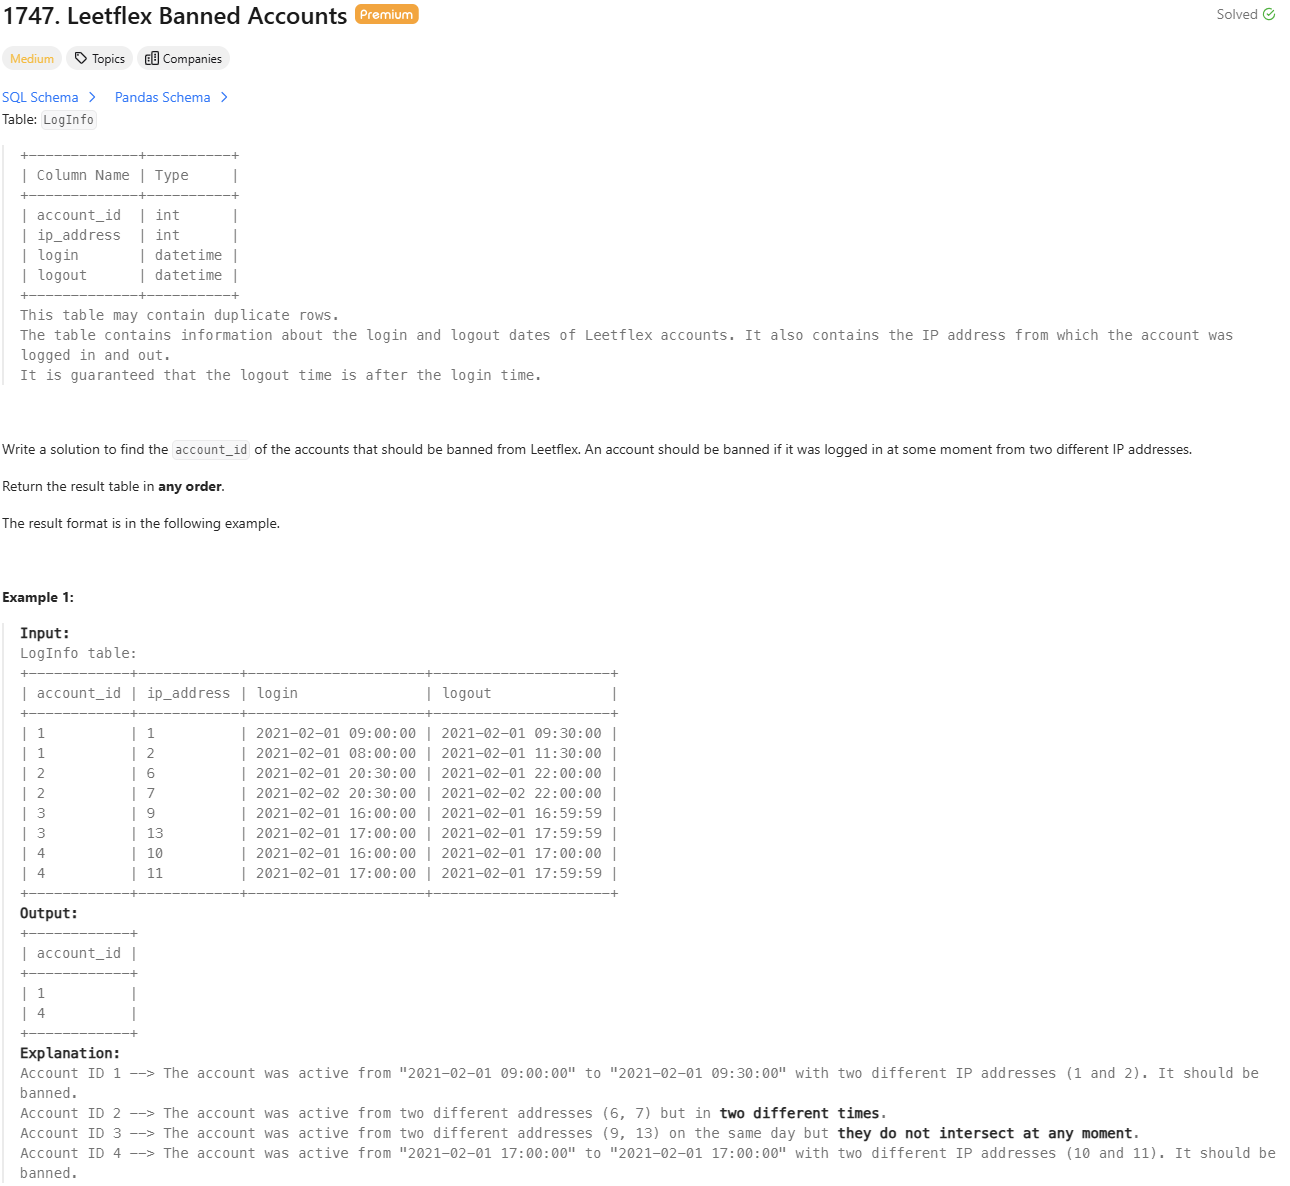 1747. Leetflex Banned Accounts Premium
Solved
Medium Topics Companies
SQL Schema > Pandas Schema >
Table: LogInfo
+-------------+----------+
| Column Name | Type     |
+-------------+----------+
| account_id  | int      |
| ip_address  | int      |
| login       | datetime |
| logout      | datetime |
+-------------+----------+
This table may contain duplicate rows.
The table contains information about the login and logout dates of Leetflex accounts. It also contains the IP address from which the account was
logged in and out.
It is guaranteed that the logout time is after the login time.
Write a solution to find the account_id of the accounts that should be banned from Leetflex. An account should be banned if it was logged in at some moment from two different IP addresses.
Return the result table in any order.
The result format is in the following example.
Example 1:
Input:
LogInfo table:
+------------+------------+---------------------+---------------------+
| account_id | ip_address | login               | logout              |
+------------+------------+---------------------+---------------------+
| 1          | 1          | 2021-02-01 09:00:00 | 2021-02-01 09:30:00 |
| 1          | 2          | 2021-02-01 08:00:00 | 2021-02-01 11:30:00 |
| 2          | 6          | 2021-02-01 20:30:00 | 2021-02-01 22:00:00 |
| 2          | 7          | 2021-02-02 20:30:00 | 2021-02-02 22:00:00 |
| 3          | 9          | 2021-02-01 16:00:00 | 2021-02-01 16:59:59 |
| 3          | 13         | 2021-02-01 17:00:00 | 2021-02-01 17:59:59 |
| 4          | 10         | 2021-02-01 16:00:00 | 2021-02-01 17:00:00 |
| 4          | 11         | 2021-02-01 17:00:00 | 2021-02-01 17:59:59 |
+------------+------------+---------------------+---------------------+
Output:
+------------+
| account_id |
+------------+
| 1          |
| 4          |
+------------+
Explanation:
Account ID 1 --> The account was active from "2021-02-01 09:00:00" to "2021-02-01 09:30:00" with two different IP addresses (1 and 2). It should be
banned.
Account ID 2 --> The account was active from two different addresses (6, 7) but in two different times.
Account ID 3 --> The account was active from two different addresses (9, 13) on the same day but they do not intersect at any moment.
Account ID 4 --> The account was active from "2021-02-01 17:00:00" to "2021-02-01 17:00:00" with two different IP addresses (10 and 11). It should be
banned.